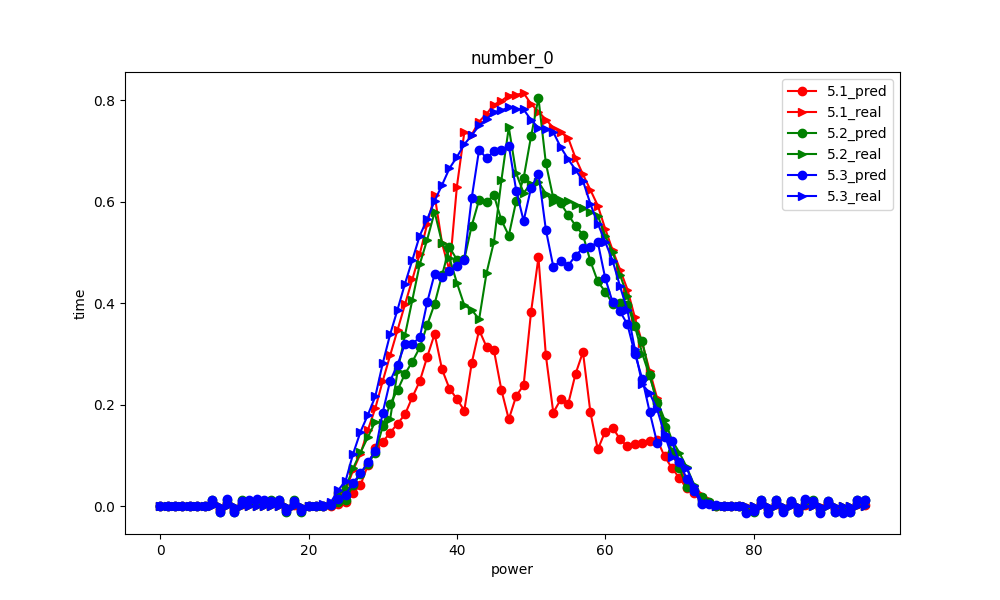 number_0
0.8
0.6
0.4
0.2
0.0
time
0
20
40
60
80
power
5.1_pred
5.1_real
5.2_pred
5.2_real
5.3_pred
5.3_real